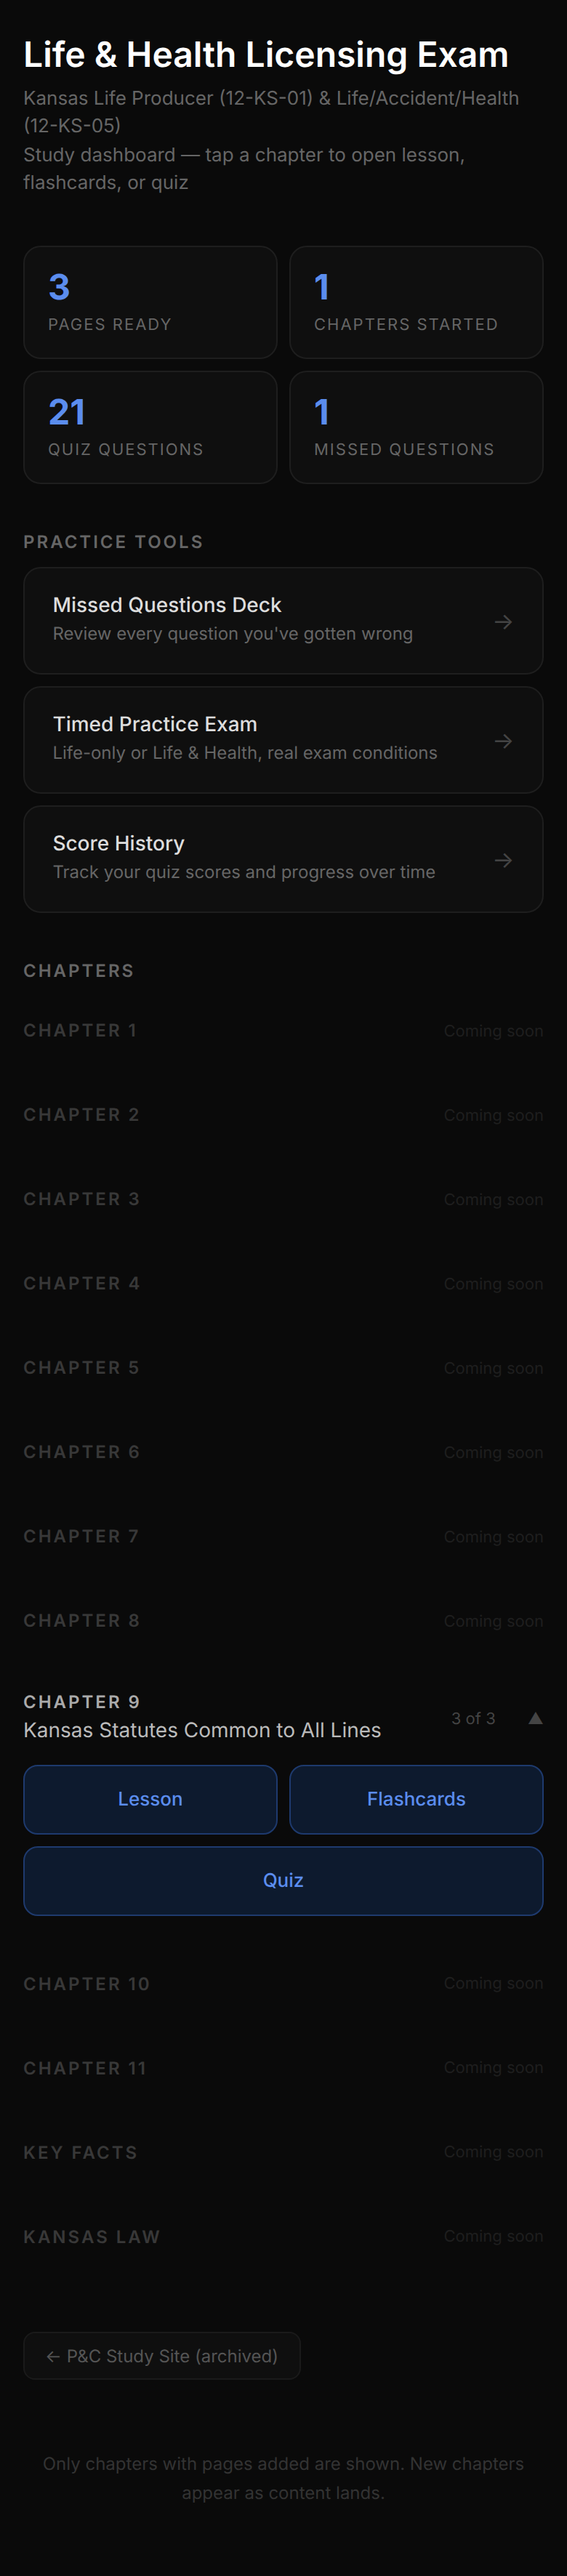 Life & Health Licensing Exam
Kansas Life Producer (12-KS-01) & Life/Accident/Health
(12-KS-05)
Study dashboard — tap a chapter to open lesson,
flashcards, or quiz
3
PAGES READY
1
CHAPTERS STARTED
21
QUIZ QUESTIONS
1
MISSED QUESTIONS
PRACTICE TOOLS
Missed Questions Deck
Review every question you've gotten wrong
→
Timed Practice Exam
Life-only or Life & Health, real exam conditions
→
Score History
Track your quiz scores and progress over time
→
CHAPTERS
CHAPTER 1 Coming soon
CHAPTER 2 Coming soon
CHAPTER 3 Coming soon
CHAPTER 4 Coming soon
CHAPTER 5 Coming soon
CHAPTER 6 Coming soon
CHAPTER 7 Coming soon
CHAPTER 8 Coming soon
CHAPTER 9
Kansas Statutes Common to All Lines
3 of 3 ▲
Lesson
Flashcards
Quiz
CHAPTER 10 Coming soon
CHAPTER 11 Coming soon
KEY FACTS Coming soon
KANSAS LAW Coming soon
← P&C Study Site (archived)
Only chapters with pages added are shown. New chapters
appear as content lands.